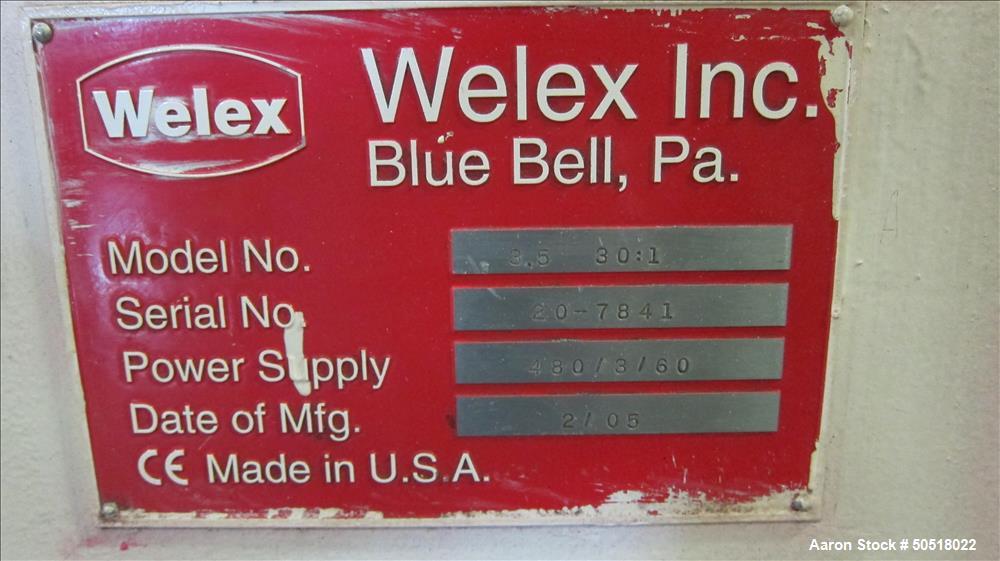 Welex
Welex Inc.
Blue Bell, Pa.
Model No. 3.5 30:1
Serial No. 20-7841
Power Supply 480/3/60
Date of Mfg. 2/05
CE Made in U.S.A.
Aaron Stock # 50518022